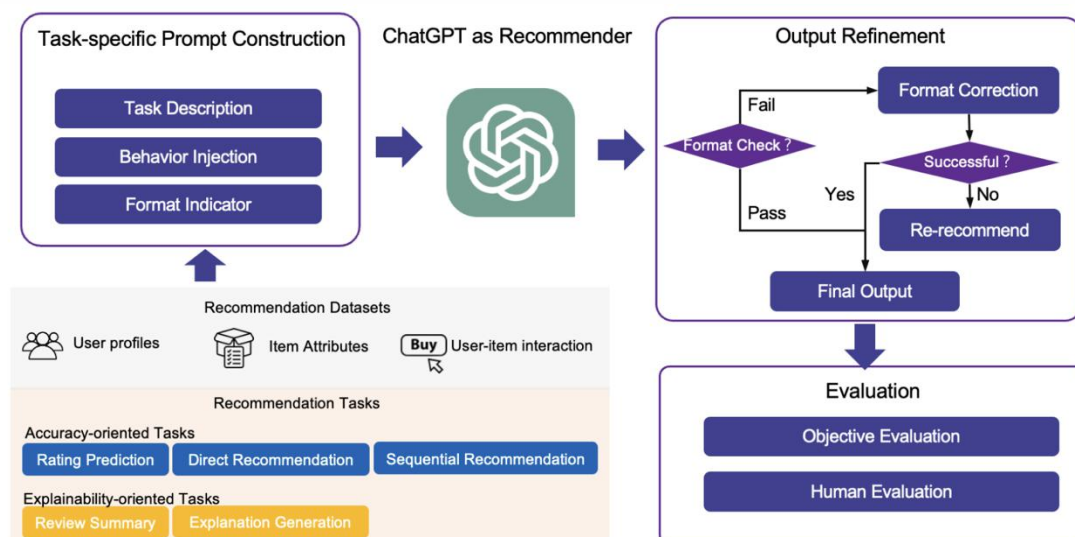 Task-specific Prompt Construction
Task Description
Behavior Injection
Format Indicator
ChatGPT as Recommender
Output Refinement
Format Check ?
Fail
Pass
Format Correction
Successful ?
Yes
No
Re-recommend
Final Output
Recommendation Datasets
User profiles
Item Attributes
Buy
User-item interaction
Recommendation Tasks
Accuracy-oriented Tasks
Rating Prediction
Direct Recommendation
Sequential Recommendation
Explainability-oriented Tasks
Review Summary
Explanation Generation
Evaluation
Objective Evaluation
Human Evaluation